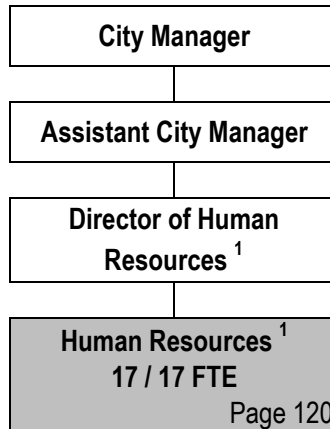 City Manager
Assistant City Manager
Director of Human
Resources 1
Human Resources 1
17 / 17 FTE
Page 120